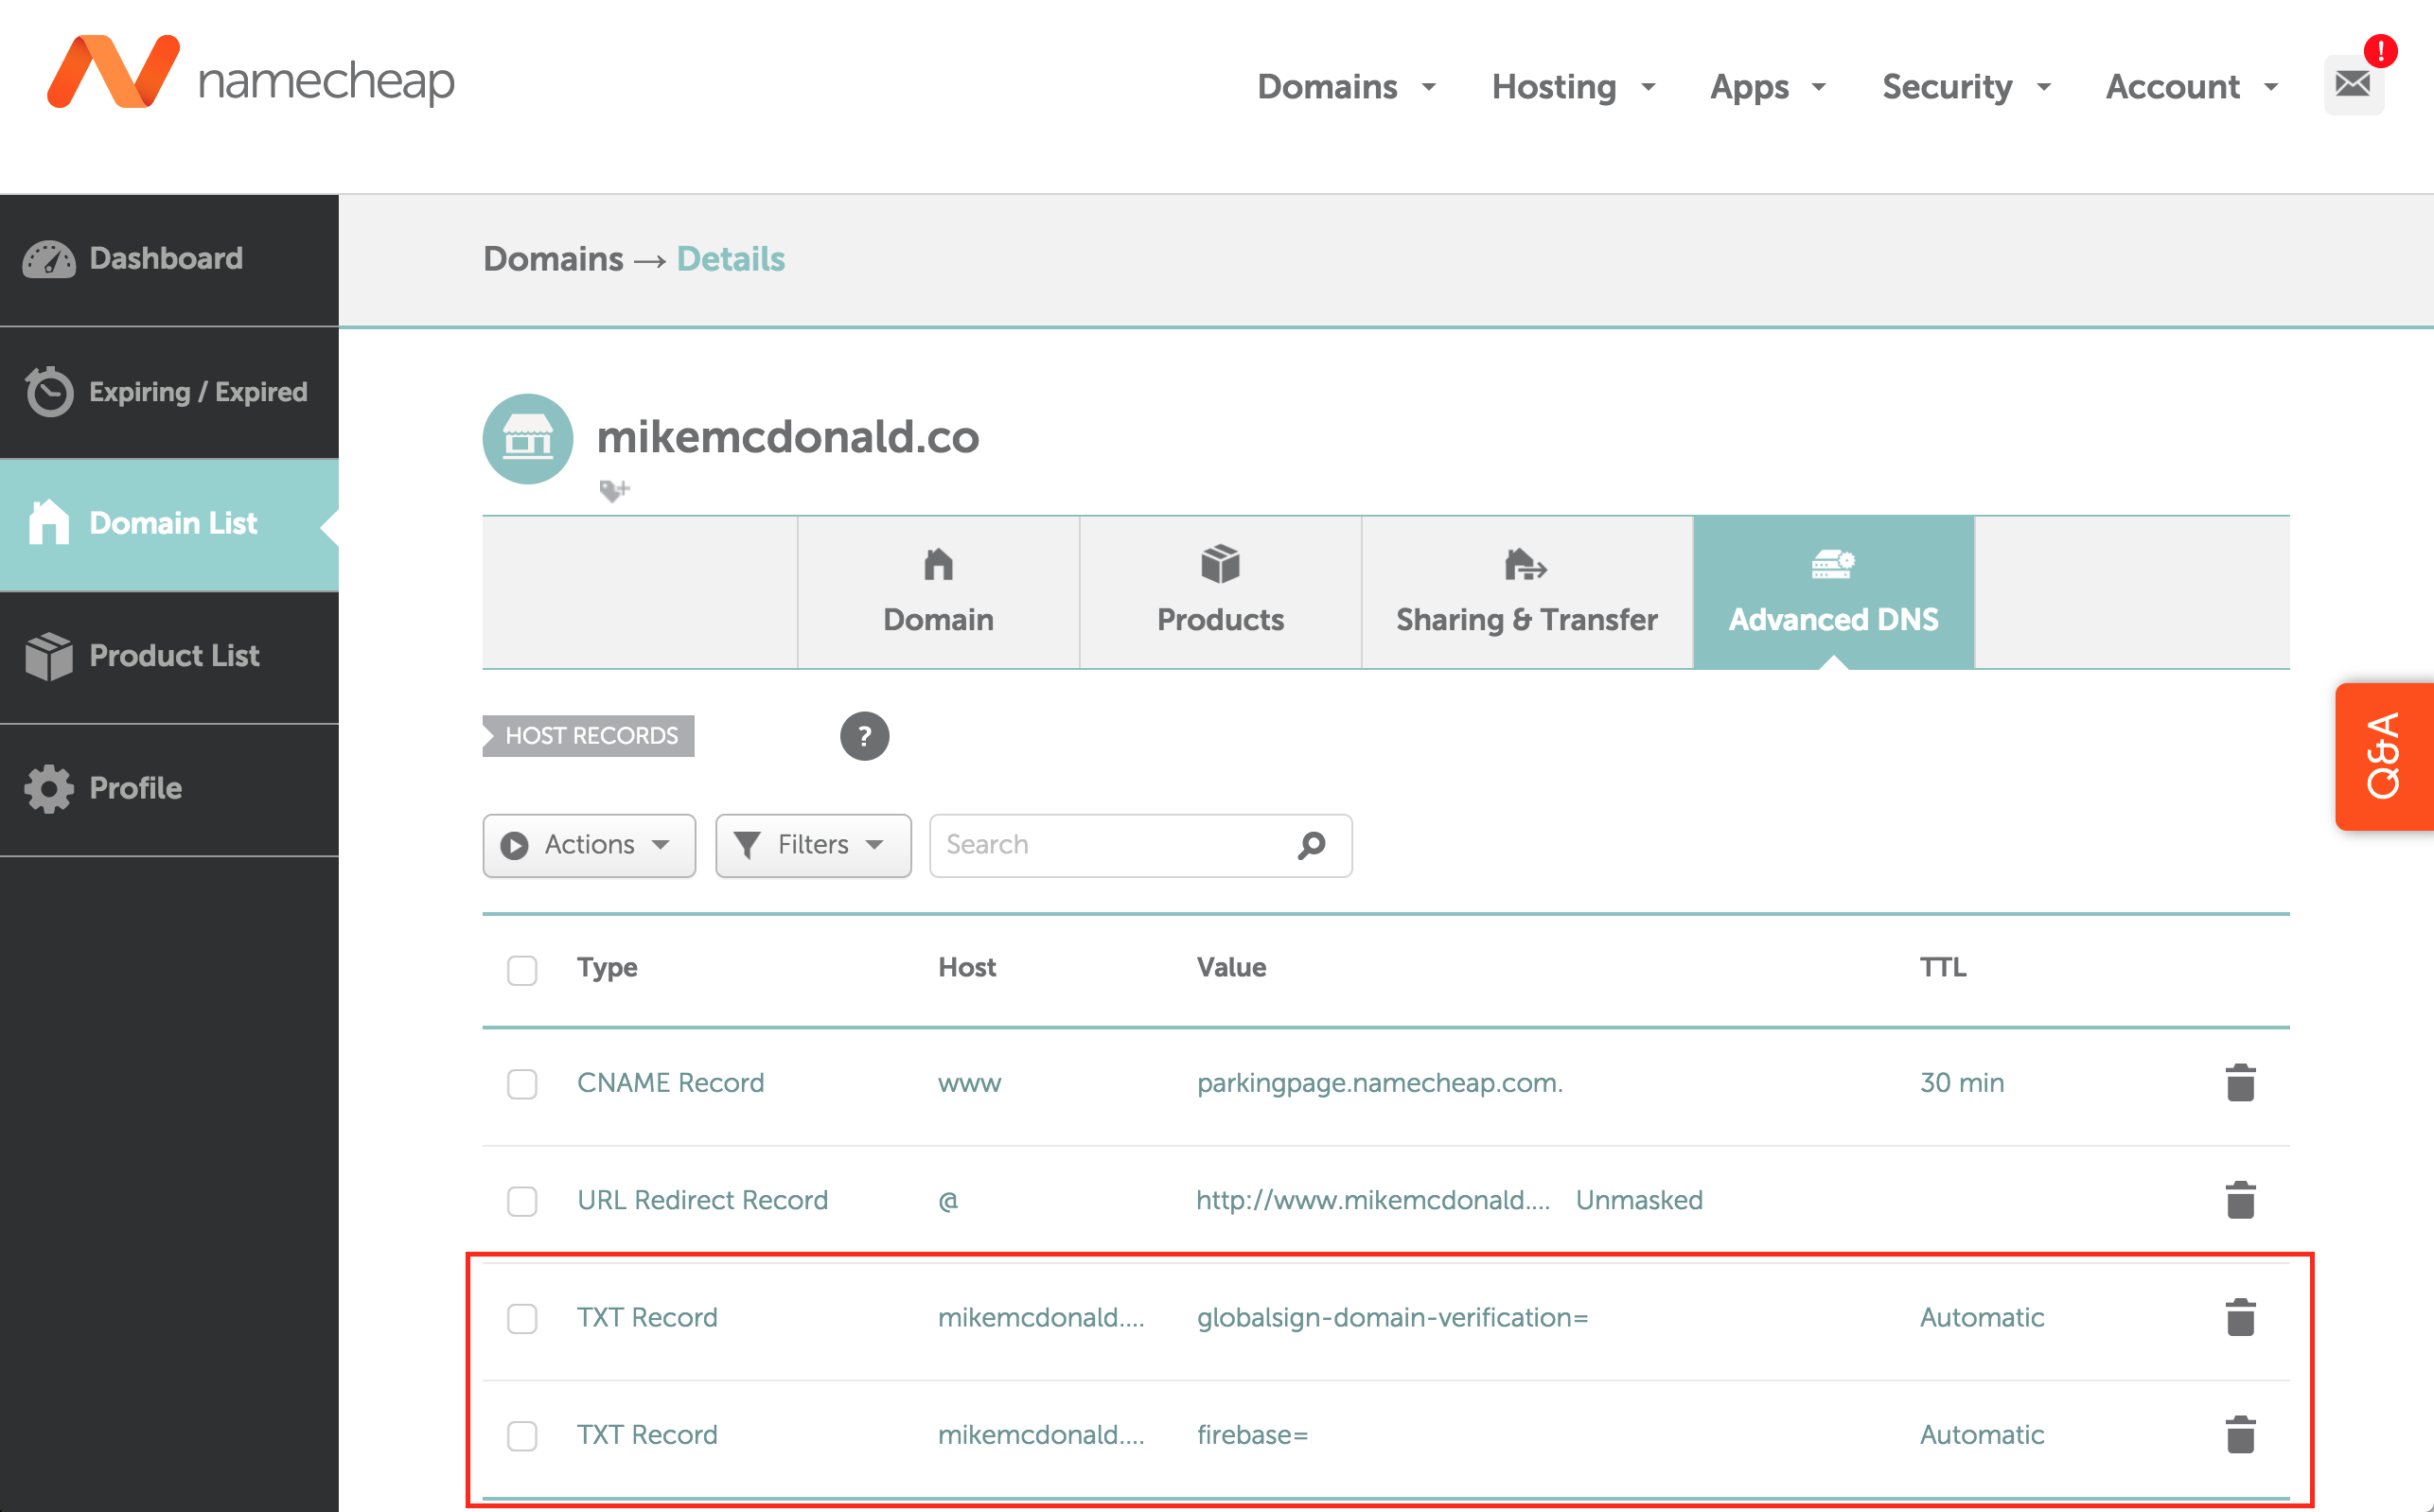 namecheap
Domains Hosting Apps Security Account !
Dashboard
Expiring / Expired
Domain List
Product List
Profile
Domains → Details
mikemcdonald.co
Domain Products Sharing & Transfer Advanced DNS
HOST RECORDS ?
Actions Filters Search
Q&A
Type Host Value TTL
CNAME Record www parkingpage.namecheap.com. 30 min
URL Redirect Record @ http://www.mikemcdonald.... Unmasked
TXT Record mikemcdonald.... globalsign-domain-verification= Automatic
TXT Record mikemcdonald.... firebase= Automatic